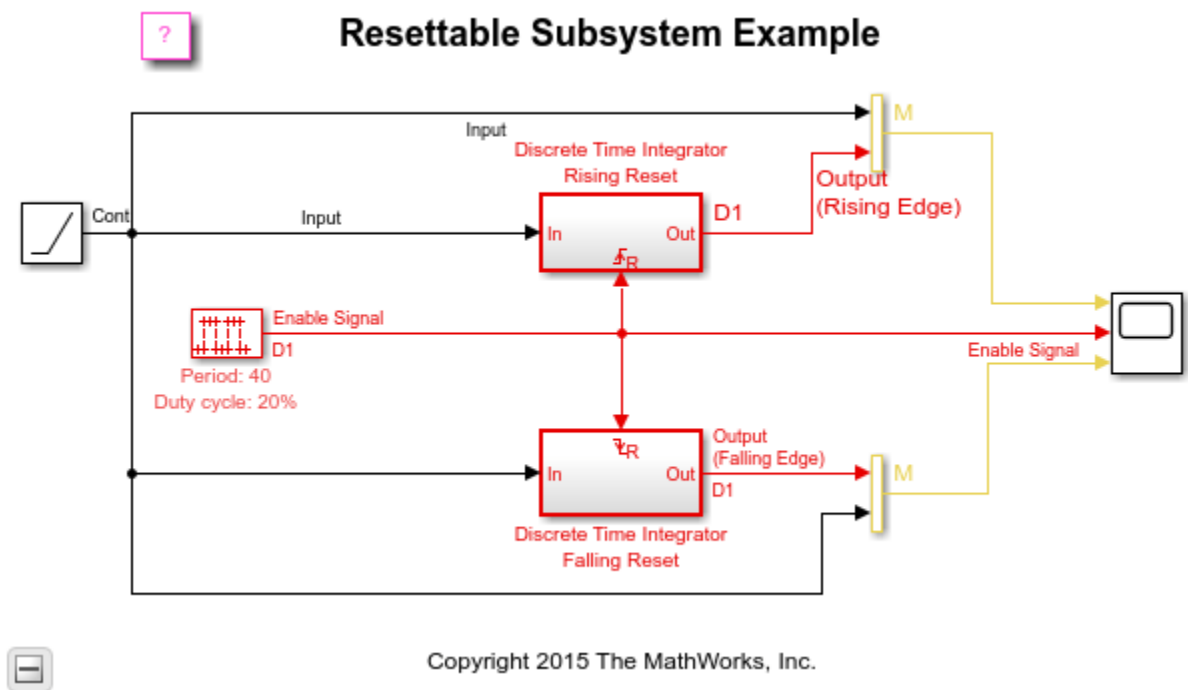 ?
Resettable Subsystem Example
Input
M
Discrete Time Integrator
Rising Reset
Output
(Rising Edge)
Cont
Input
In
Out
D1
R
Enable Signal
D1
Period: 40
Duty cycle: 20%
Enable Signal
R
In
Out
Output
(Falling Edge)
D1
M
Discrete Time Integrator
Falling Reset
Copyright 2015 The MathWorks, Inc.